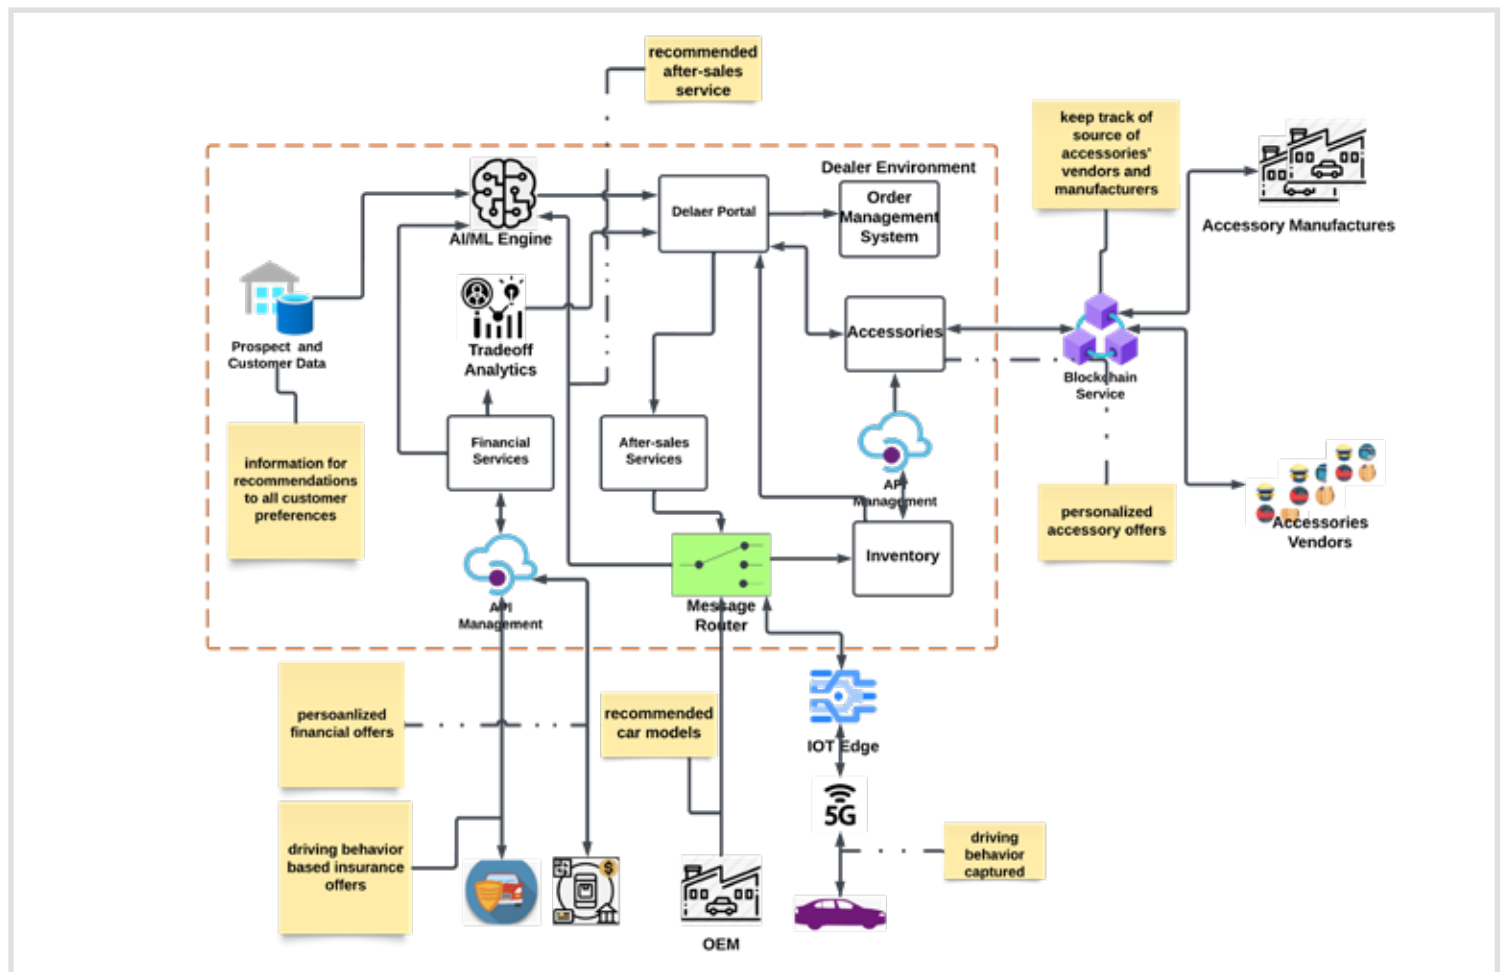 recommended
after-sales
service
keep track of
source of
accessories'
vendors and
manufacturers
Accessory Manufactures
Dealer Environment
Order
Management
System
Delaer Portal
AI/ML Engine
Tradeoff
Analytics
Prospect and
Customer Data
Accessories
Blockchain
Service
information for
recommendations
to all customer
preferences
Financial
Services
After-sales
Services
API
Management
personalized
accessory offers
Accessories
Vendors
Inventory
API
Management
Message
Router
persoanlized
financial offers
recommended
car models
IOT Edge
5G
driving behavior
based insurance
offers
driving
behavior
captured
$
OEM